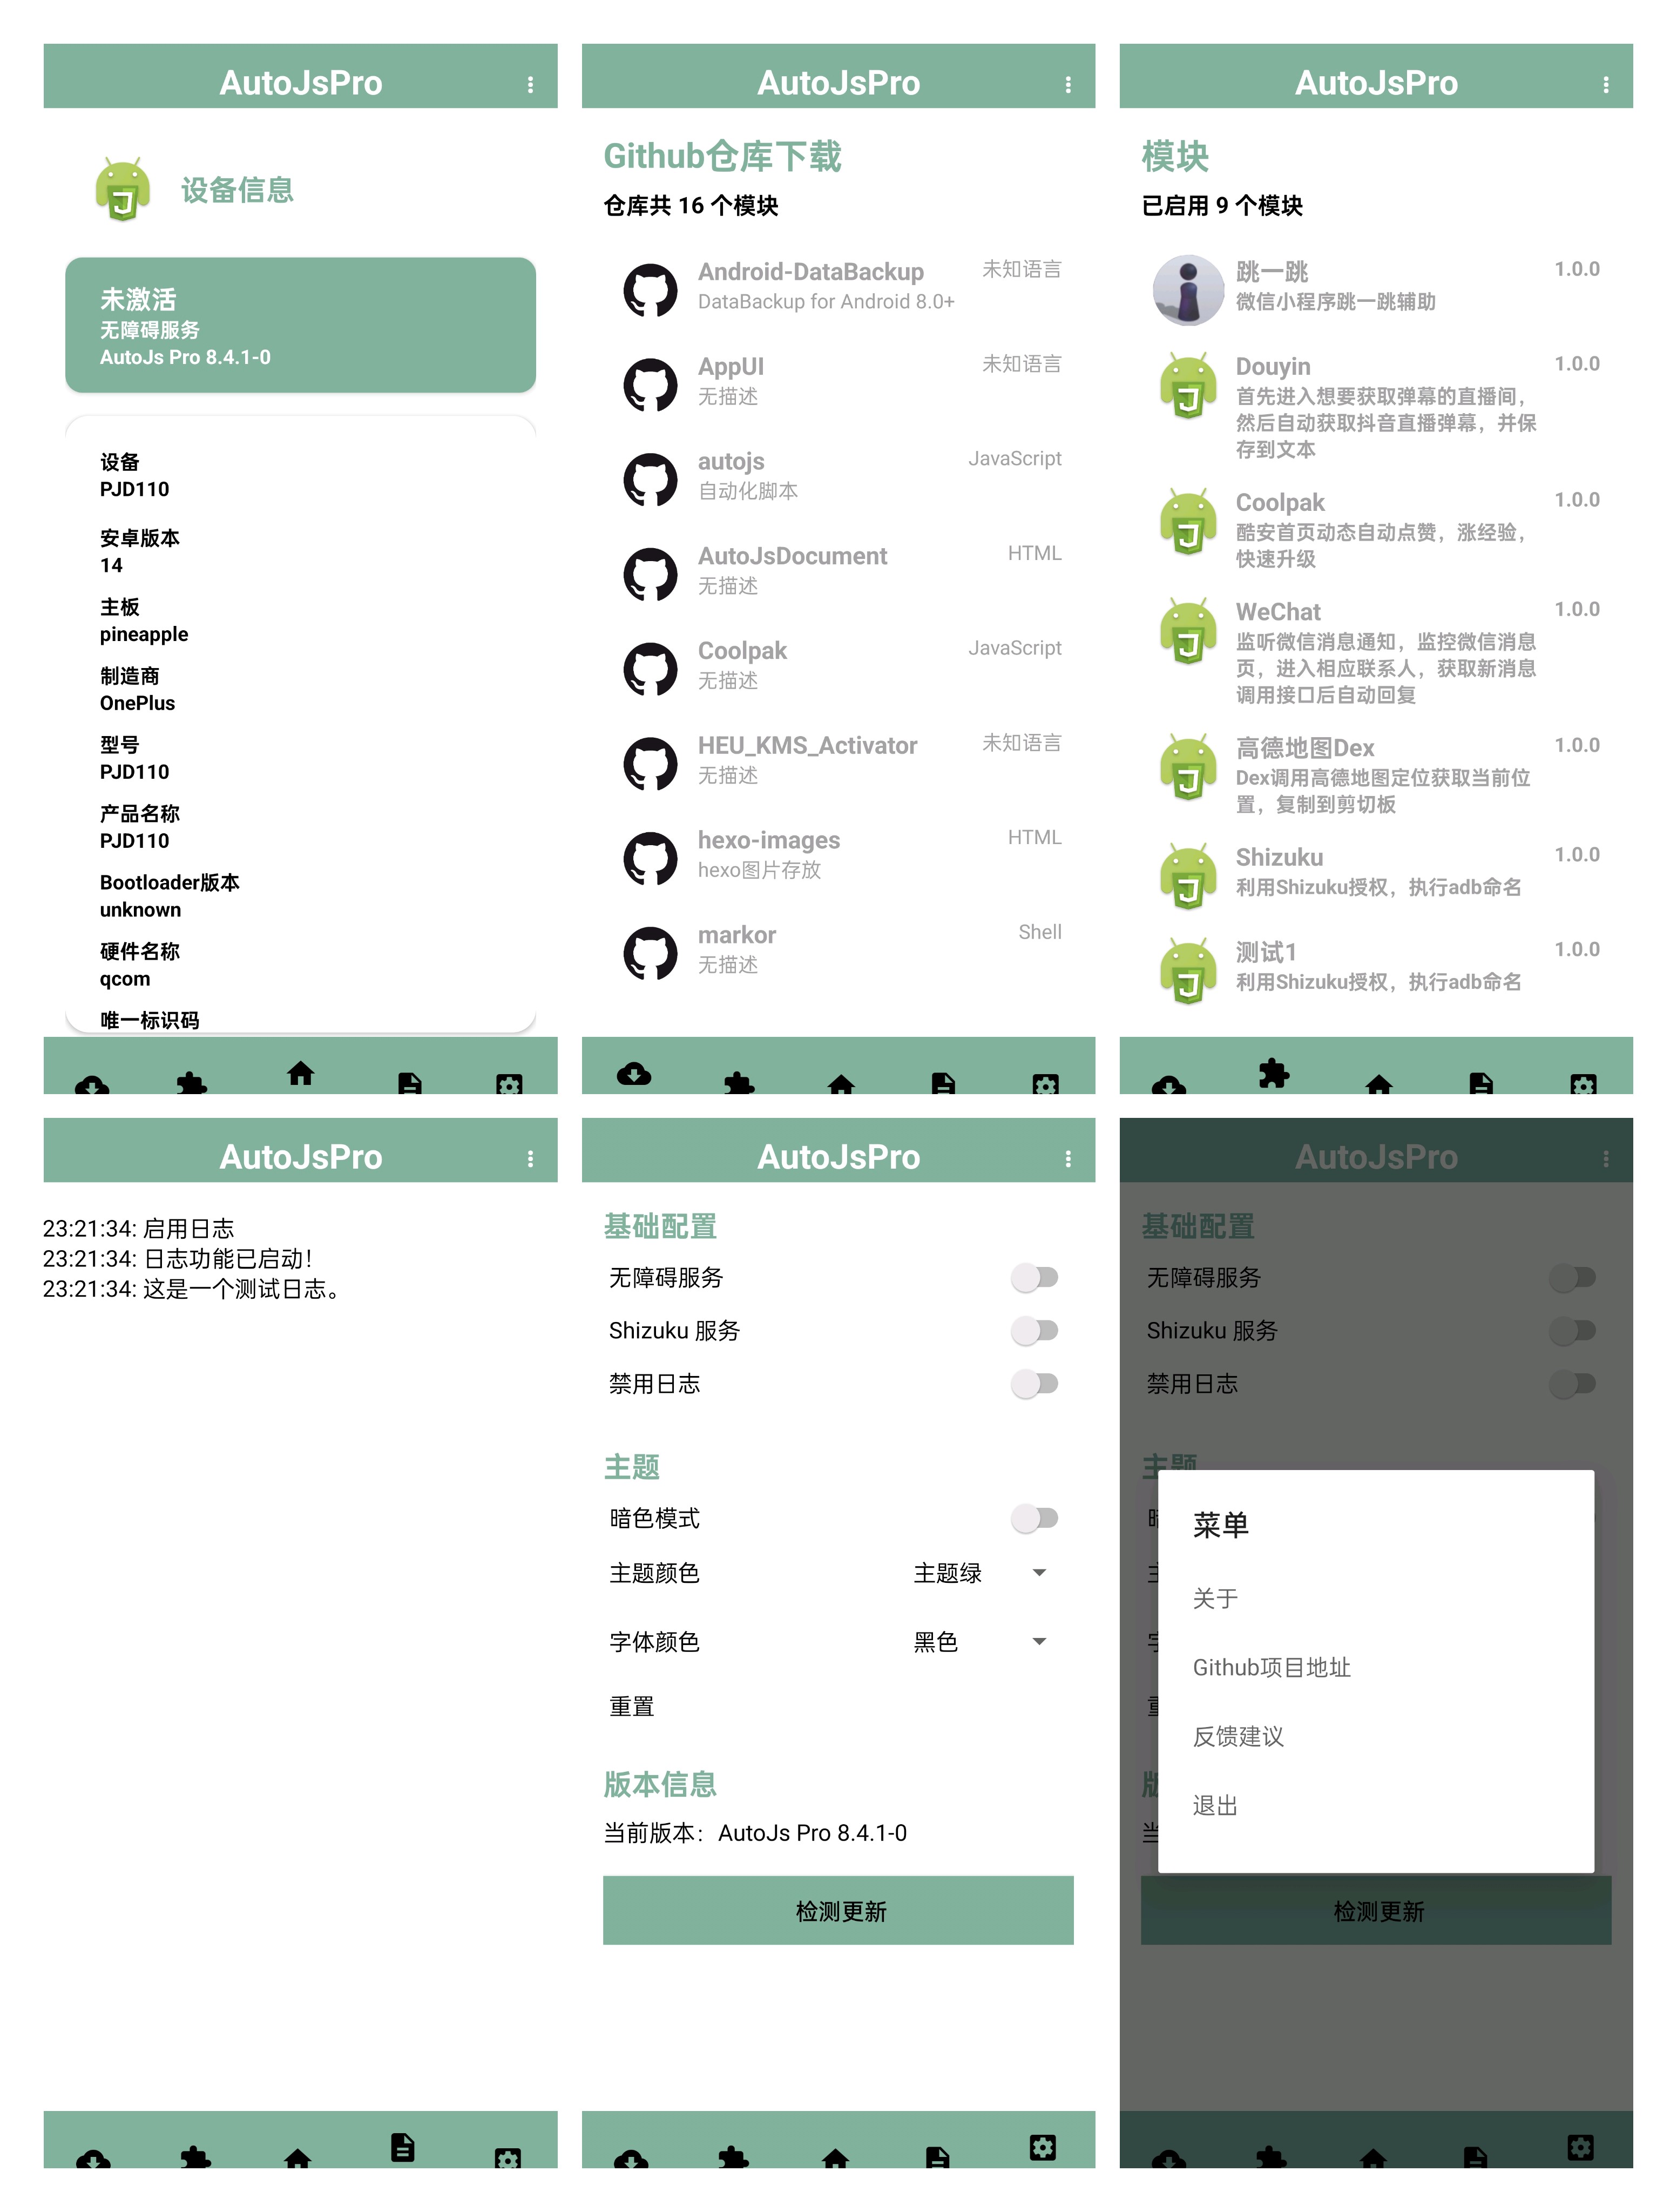 AutoJsPro
设备信息
未激活
无障碍服务
AutoJs Pro 8.4.1-0
设备
PJD110
安卓版本
14
主板
pineapple
制造商
OnePlus
型号
PJD110
产品名称
PJD110
Bootloader版本
unknown
硬件名称
qcom
唯一标识码
AutoJsPro
Github仓库下载
仓库共 16 个模块
Android-DataBackup
未知语言
DataBackup for Android 8.0+
AppUI
未知语言
无描述
autojs
JavaScript
自动化脚本
AutoJsDocument
HTML
无描述
Coolpak
JavaScript
无描述
HEU_KMS_Activator
未知语言
无描述
hexo-images
HTML
hexo图片存放
markor
Shell
无描述
AutoJsPro
模块
已启用 9 个模块
跳一跳
1.0.0
微信小程序跳一跳辅助
Douyin
1.0.0
首先进入想要获取弹幕的直播间，
然后自动获取抖音直播弹幕，并保
存到文本
Coolpak
1.0.0
酷安首页动态自动点赞，涨经验，
快速升级
WeChat
1.0.0
监听微信消息通知，监控微信消息
页，进入相应联系人，获取新消息
调用接口后自动回复
高德地图Dex
1.0.0
Dex调用高德地图定位获取当前位
置，复制到剪切板
Shizuku
1.0.0
利用Shizuku授权，执行adb命名
测试1
1.0.0
利用Shizuku授权，执行adb命名
AutoJsPro
23:21:34: 启用日志
23:21:34: 日志功能已启动！
23:21:34: 这是一个测试日志。
AutoJsPro
基础配置
无障碍服务
Shizuku 服务
禁用日志
主题
暗色模式
主题颜色
主题绿
字体颜色
黑色
重置
版本信息
当前版本：AutoJs Pro 8.4.1-0
检测更新
AutoJsPro
基础配置
无障碍服务
Shizuku 服务
禁用日志
主题
菜单
关于
Github项目地址
反馈建议
退出
检测更新